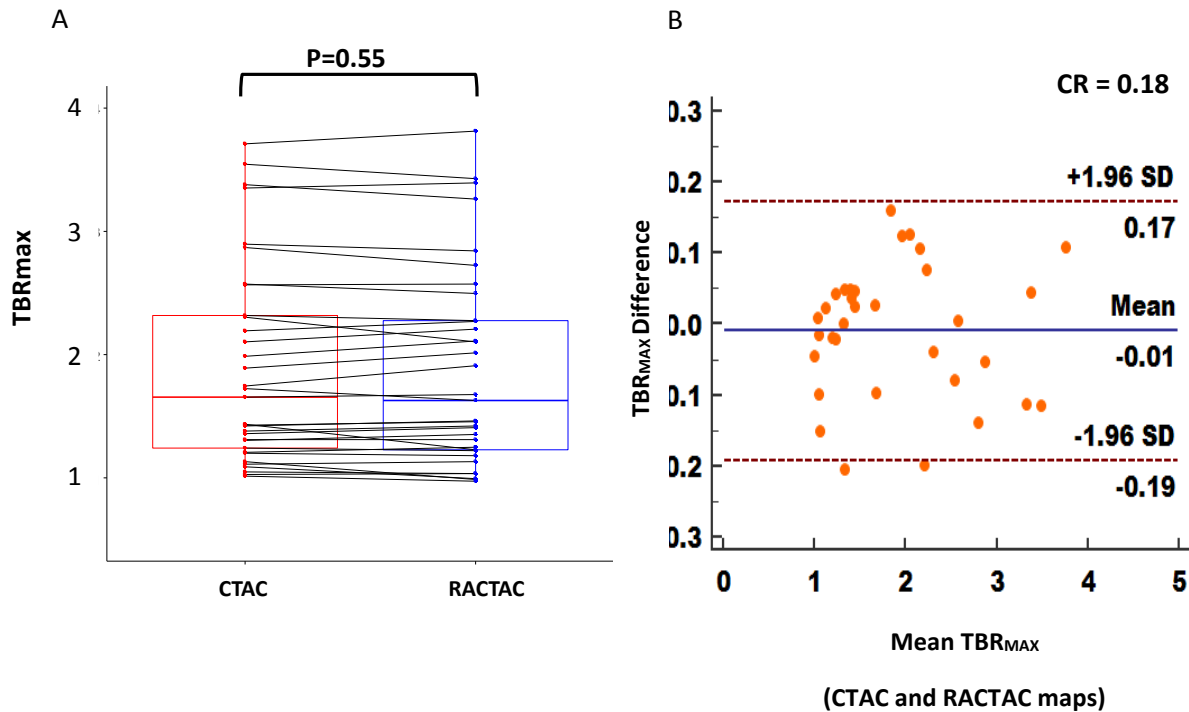 A
P=0.55
4
3
2
1
TBRmax
CTAC
RACTAC
B
CR = 0.18
0.3
0.2
0.1
0.0
0.1
0.2
0.3
TBRMAX Difference
+1.96 SD
0.17
Mean
-0.01
-1.96 SD
-0.19
0 1 2 3 4 5
Mean TBRMAX
(CTAC and RACTAC maps)